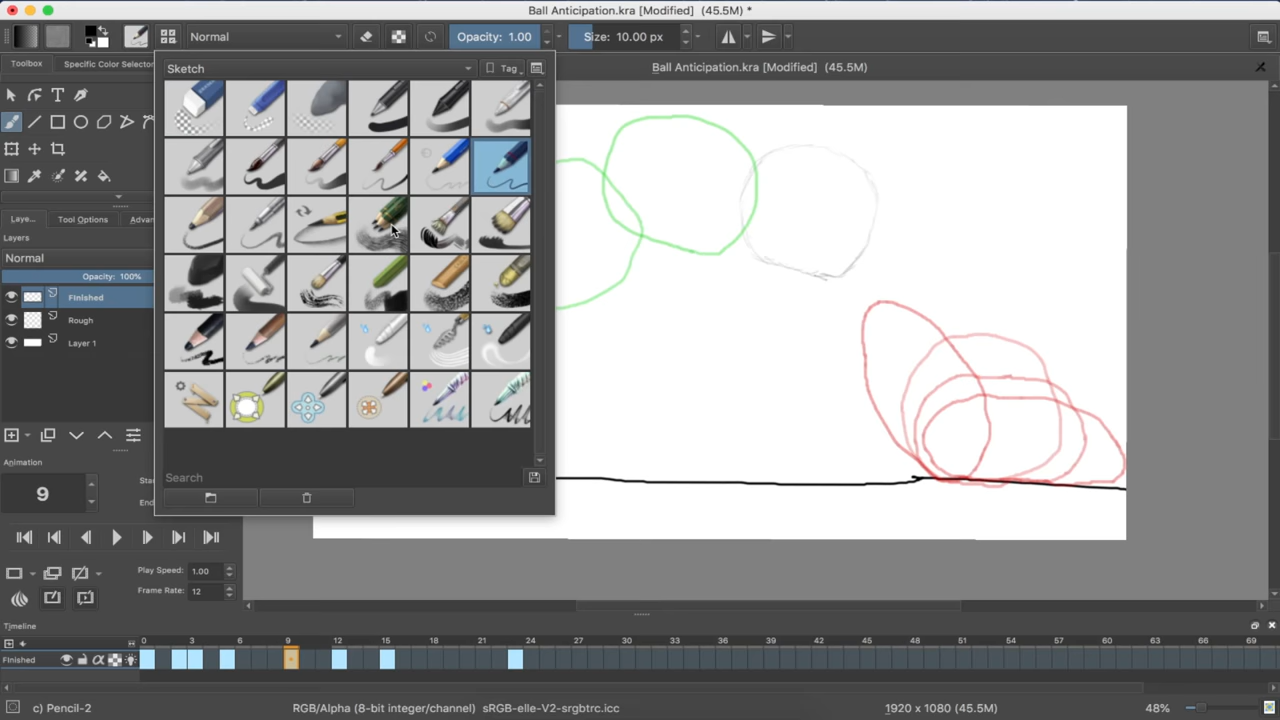 Ball Anticipation.kra [Modified] (45.5M) *
Normal
Opacity: 1.00
Size: 10.00 px
Toolbox
Specific Color Selector
Sketch
Tag
Ball Anticipation.kra [Modified] (45.5M)
Laye...
Tool Options
Advan
Layers
Normal
Opacity: 100%
Finished
Rough
Layer 1
Search
Animation
9
Star
End
Play Speed: 1.00
Frame Rate: 12
Timeline
0 3 6 9 12 15 18 21 24 27 30 33 36 39 42 45 48 51 54 57 60 63 66 69
Finished
c) Pencil-2
RGB/Alpha (8-bit integer/channel) sRGB-elle-V2-srgbtrc.icc
1920 x 1080 (45.5M)
48%